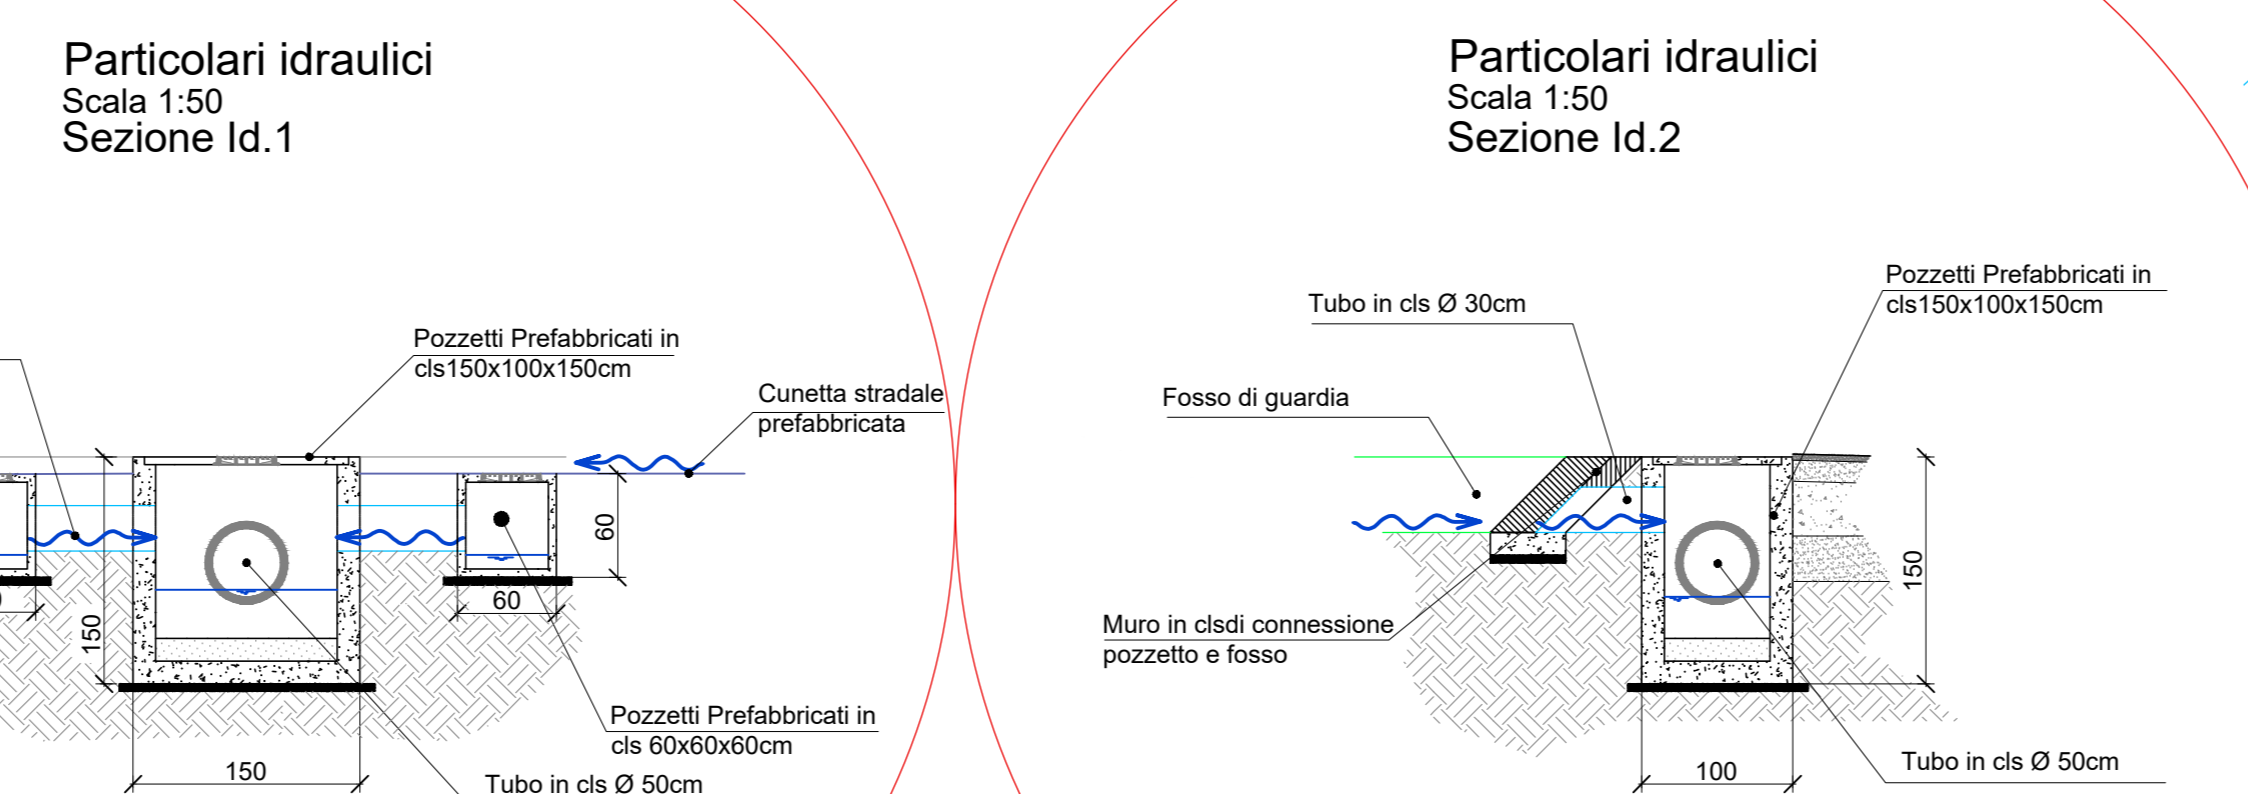 Particolari idraulici
Scala 1:50
Sezione Id.1
Pozzetti Prefabbricati in
cls150x100x150cm
Cunetta stradale
prefabbricata
60
60
150
Pozzetti Prefabbricati in
cls 60x60x60cm
150
Tubo in cls Ø 50cm
Particolari idraulici
Scala 1:50
Sezione Id.2
Pozzetti Prefabbricati in
cls150x100x150cm
Tubo in cls Ø 30cm
Fosso di guardia
150
Muro in clsdi connessione
pozzetto e fosso
Tubo in cls Ø 50cm
100